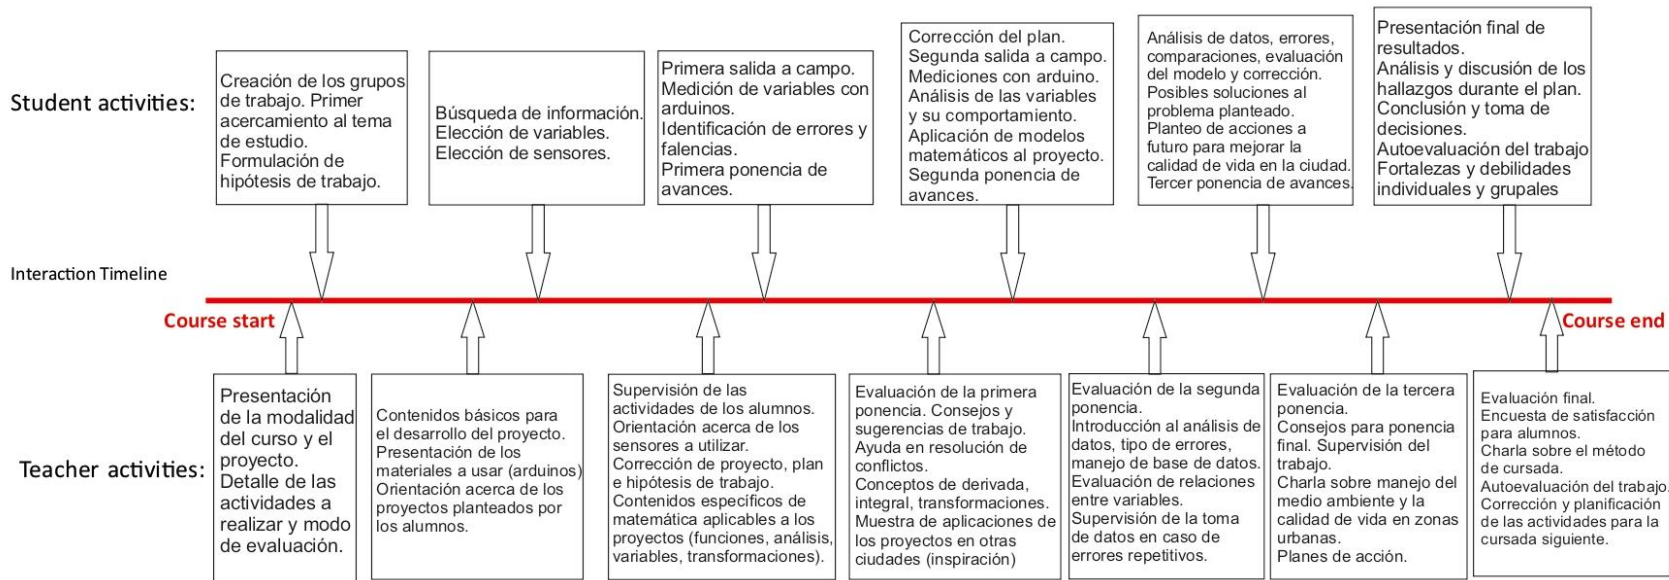 Student activities:
Creación de los grupos
de trabajo. Primer
acercamiento al tema
de estudio.
Formulación de
hipótesis de trabajo.
Búsqueda de información.
Elección de variables.
Elección de sensores.
Primera salida a campo.
Medición de variables con
arduinos.
Identificación de errores y
falencias.
Primera ponencia de
avances.
Corrección del plan.
Segunda salida a campo.
Mediciones con arduino.
Análisis de las variables
y su comportamiento.
Aplicación de modelos
matemáticos al proyecto.
Segunda ponencia de
avances.
Análisis de datos, errores,
comparaciones, evaluación
del modelo y corrección.
Posibles soluciones al
problema planteado.
Planteo de acciones a
futuro para mejorar la
calidad de vida en la ciudad.
Tercer ponencia de avances.
Presentación final de
resultados.
Análisis y discusión de los
hallazgos durante el plan.
Conclusión y toma de
decisiones.
Autoevaluación del trabajo
Fortalezas y debilidades
individuales y grupales
Interaction Timeline
Course start
Course end
Teacher activities:
Presentación
de la modalidad
del curso y el
proyecto.
Detalle de las
actividades a
realizar y modo
de evaluación.
Contenidos básicos para
el desarrollo del proyecto.
Presentación de los
materiales a usar (arduinos)
Orientación acerca de los
proyectos planteados por
los alumnos.
Supervisión de las
actividades de los alumnos.
Orientación acerca de los
sensores a utilizar.
Corrección de proyecto, plan
e hipótesis de trabajo.
Contenidos específicos de
matemática aplicables a los
proyectos (funciones, análisis,
variables, transformaciones).
Evaluación de la primera
ponencia. Consejos y
sugerencias de trabajo.
Ayuda en resolución de
conflictos.
Conceptos de derivada,
integral, transformaciones.
Muestra de aplicaciones de
los proyectos en otras
ciudades (inspiración)
Evaluación de la segunda
ponencia.
Introducción al análisis de
datos, tipo de errores,
manejo de base de datos.
Evaluación de relaciones
entre variables.
Supervisión de la toma
de datos en caso de
errores repetitivos.
Evaluación de la tercera
ponencia.
Consejos para ponencia
final. Supervisión del
trabajo.
Charla sobre manejo del
medio ambiente y la
calidad de vida en zonas
urbanas.
Planes de acción.
Evaluación final.
Encuesta de satisfacción
para alumnos.
Charla sobre el método
de cursada.
Autoevaluación del trabajo.
Corrección y planificación
de las actividades para la
cursada siguiente.